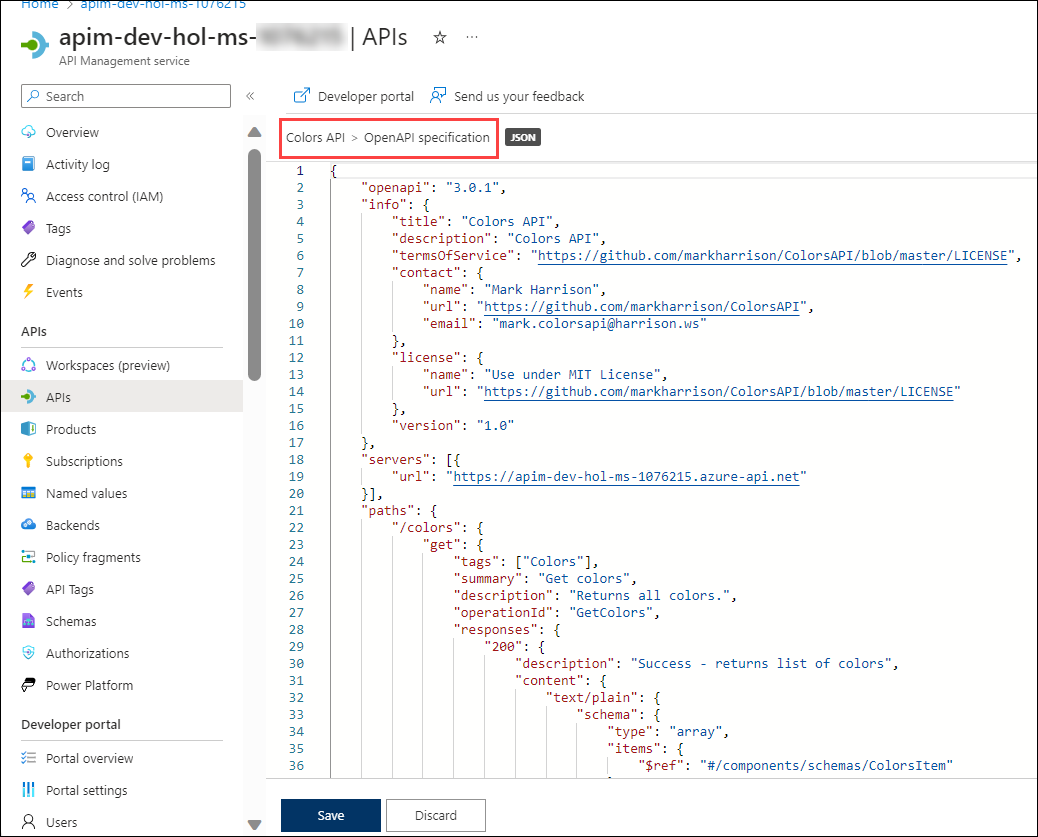 Home > apim-dev-hol-ms-1076215
apim-dev-hol-ms- | APIs
API Management service
Search
Overview
Activity log
Access control (IAM)
Tags
Diagnose and solve problems
Events
APIs
Workspaces (preview)
APIs
Products
Subscriptions
Named values
Backends
Policy fragments
API Tags
Schemas
Authorizations
Power Platform
Developer portal
Portal overview
Portal settings
Users
Developer portal Send us your feedback
Colors API > OpenAPI specification JSON
1 {
2 "openapi": "3.0.1",
3 "info": {
4 "title": "Colors API",
5 "description": "Colors API",
6 "termsOfService": "https://github.com/markharrison/ColorsAPI/blob/master/LICENSE",
7 "contact": {
8 "name": "Mark Harrison",
9 "url": "https://github.com/markharrison/ColorsAPI",
10 "email": "mark.colorsapi@harrison.ws"
11 },
12 "license": {
13 "name": "Use under MIT License",
14 "url": "https://github.com/markharrison/ColorsAPI/blob/master/LICENSE"
15 },
16 "version": "1.0"
17 },
18 "servers": [{
19 "url": "https://apim-dev-hol-ms-1076215.azure-api.net"
20 }],
21 "paths": {
22 "/colors": {
23 "get": {
24 "tags": ["Colors"],
25 "summary": "Get colors",
26 "description": "Returns all colors.",
27 "operationId": "GetColors",
28 "responses": {
29 "200": {
30 "description": "Success - returns list of colors",
31 "content": {
32 "text/plain": {
33 "schema": {
34 "type": "array",
35 "items": {
36 "$ref": "#/components/schemas/ColorsItem"
Save Discard